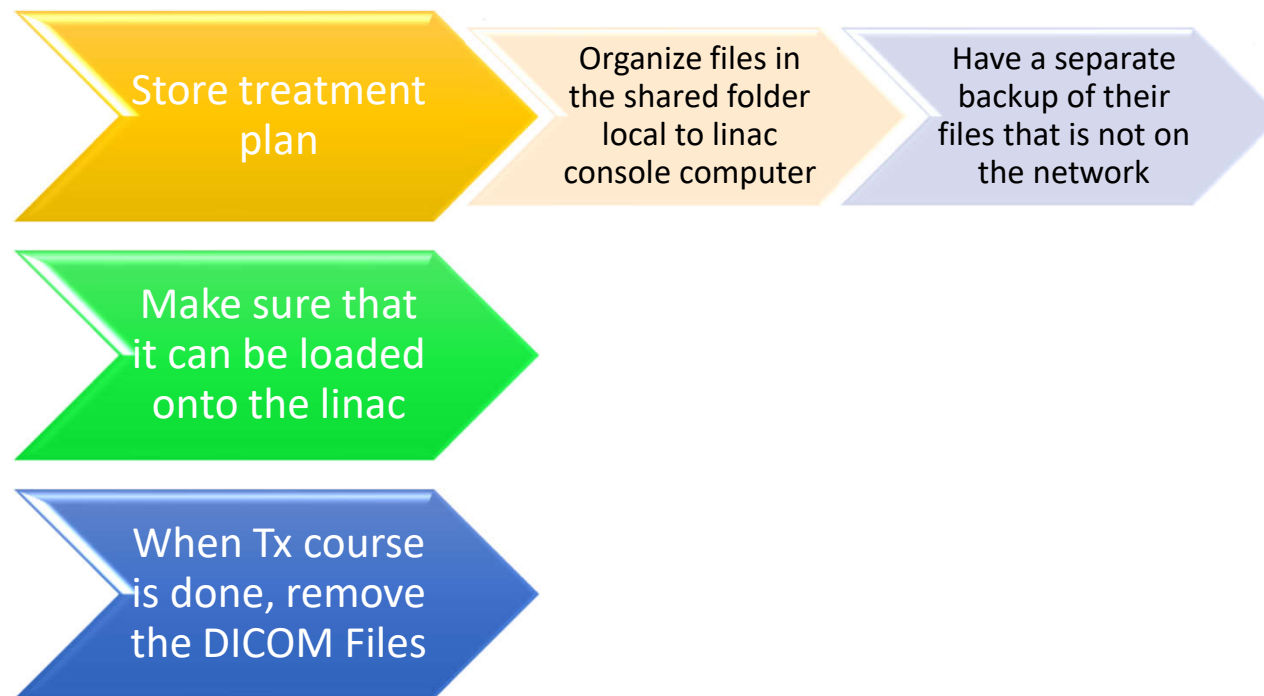 Store treatment
plan
Organize files in
the shared folder
local to linac
console computer
Have a separate
backup of their
files that is not on
the network
Make sure that
it can be loaded
onto the linac
When Tx course
is done, remove
the DICOM Files